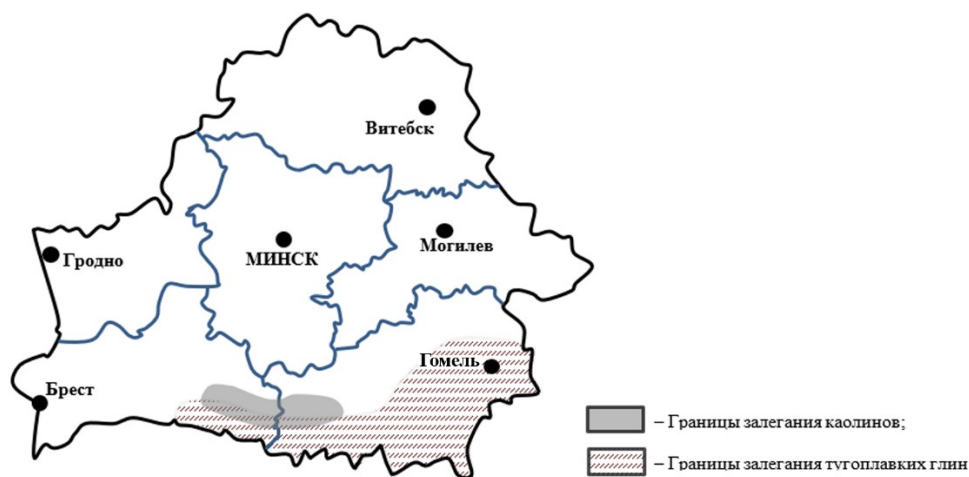 Витебск
Могилев
Гродно
МИНСК
Гомель
Брест
– Границы залегания каолинов;
– Границы залегания тугоплавких глин